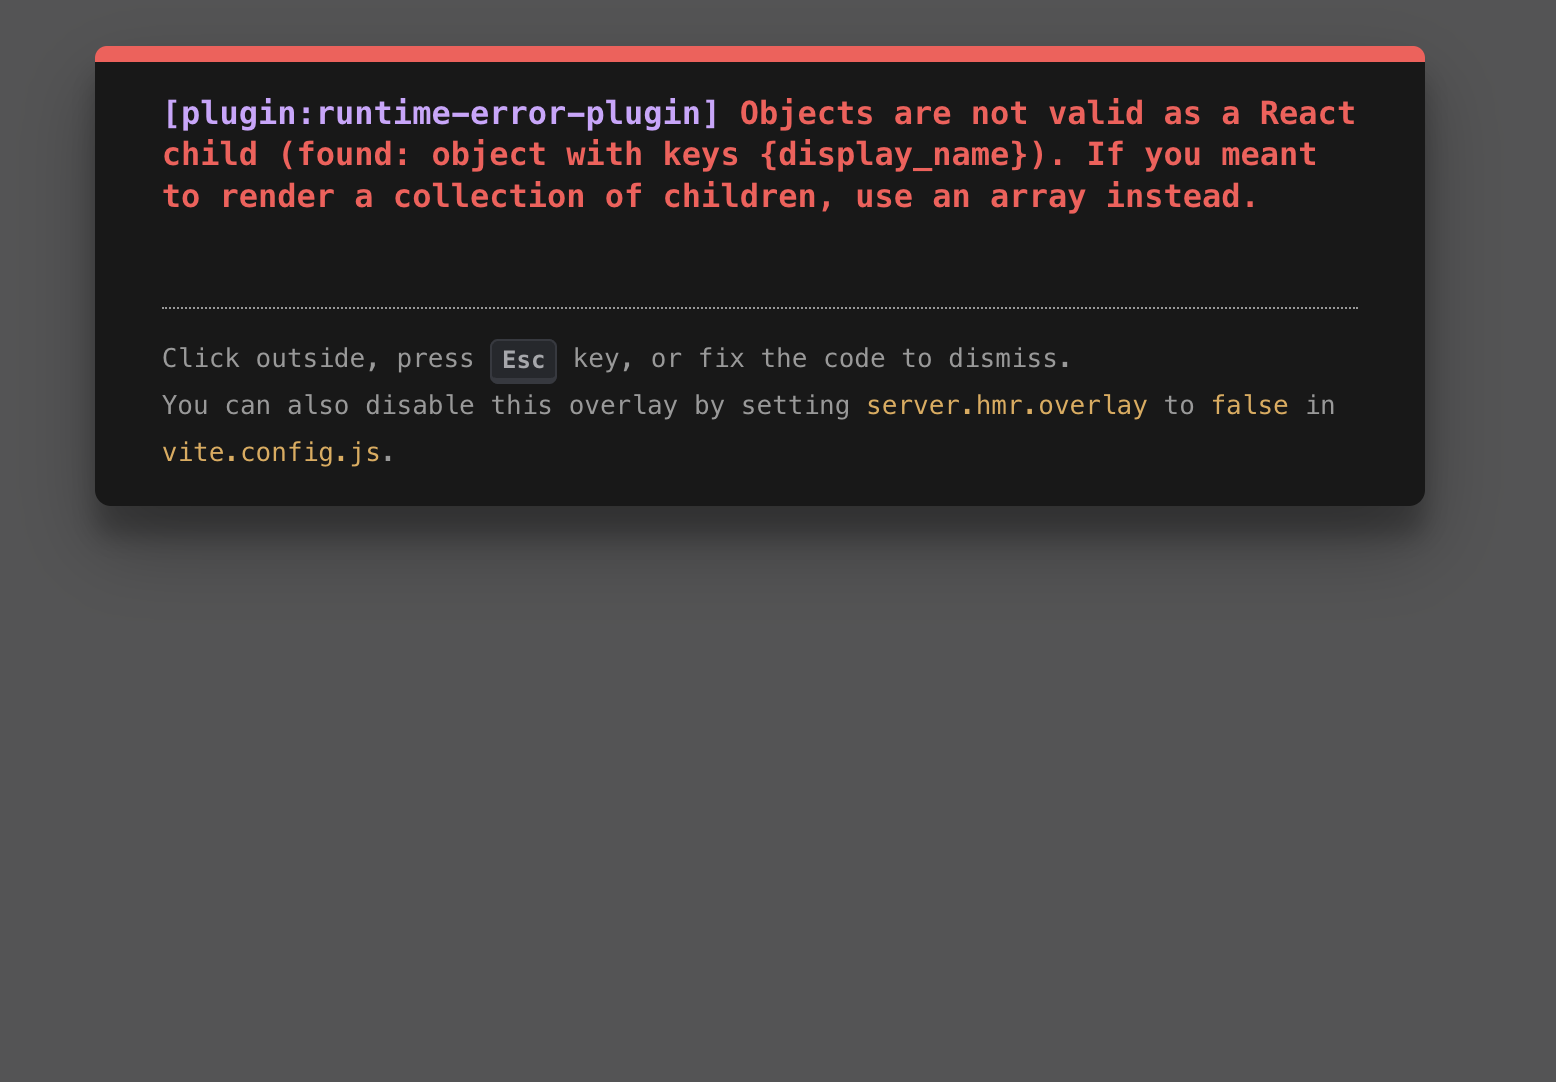 [plugin:runtime-error-plugin] Objects are not valid as a React
child (found: object with keys {display_name}). If you meant
to render a collection of children, use an array instead.
Click outside, press Esc key, or fix the code to dismiss.
You can also disable this overlay by setting server.hmr.overlay to false in
vite.config.js.